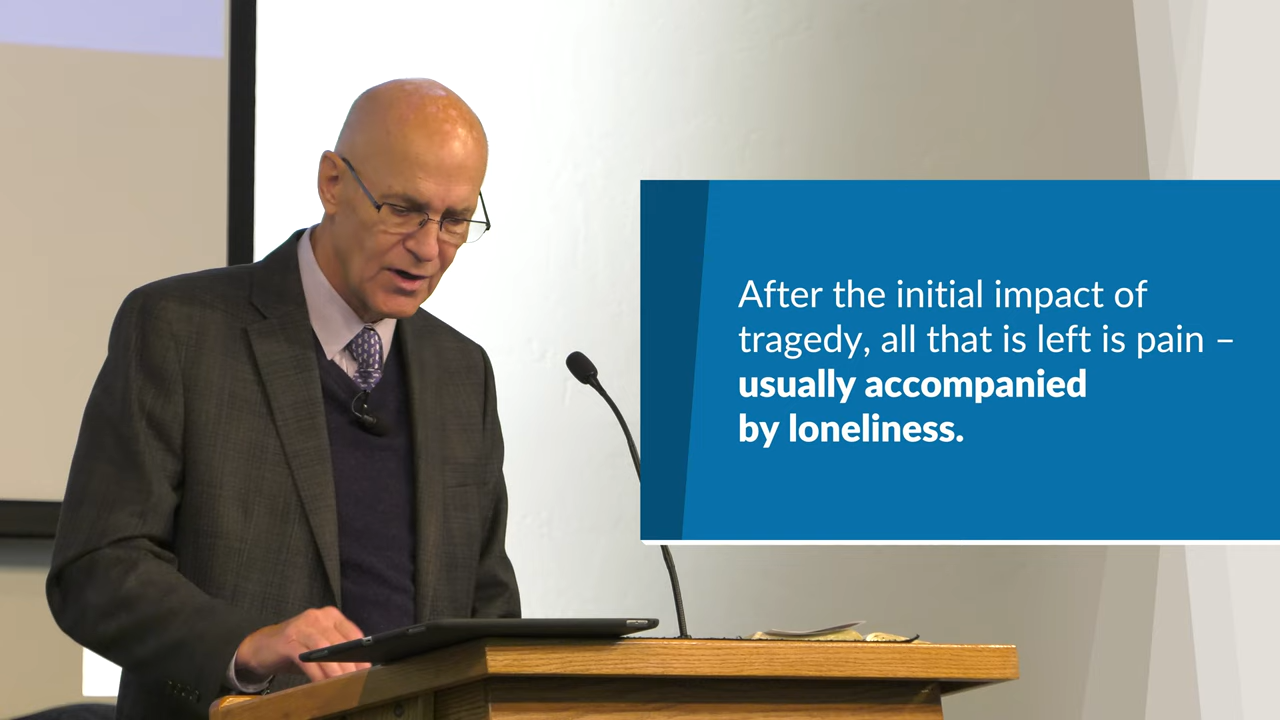 After the initial impact of
tragedy, all that is left is pain –
usually accompanied
by loneliness.